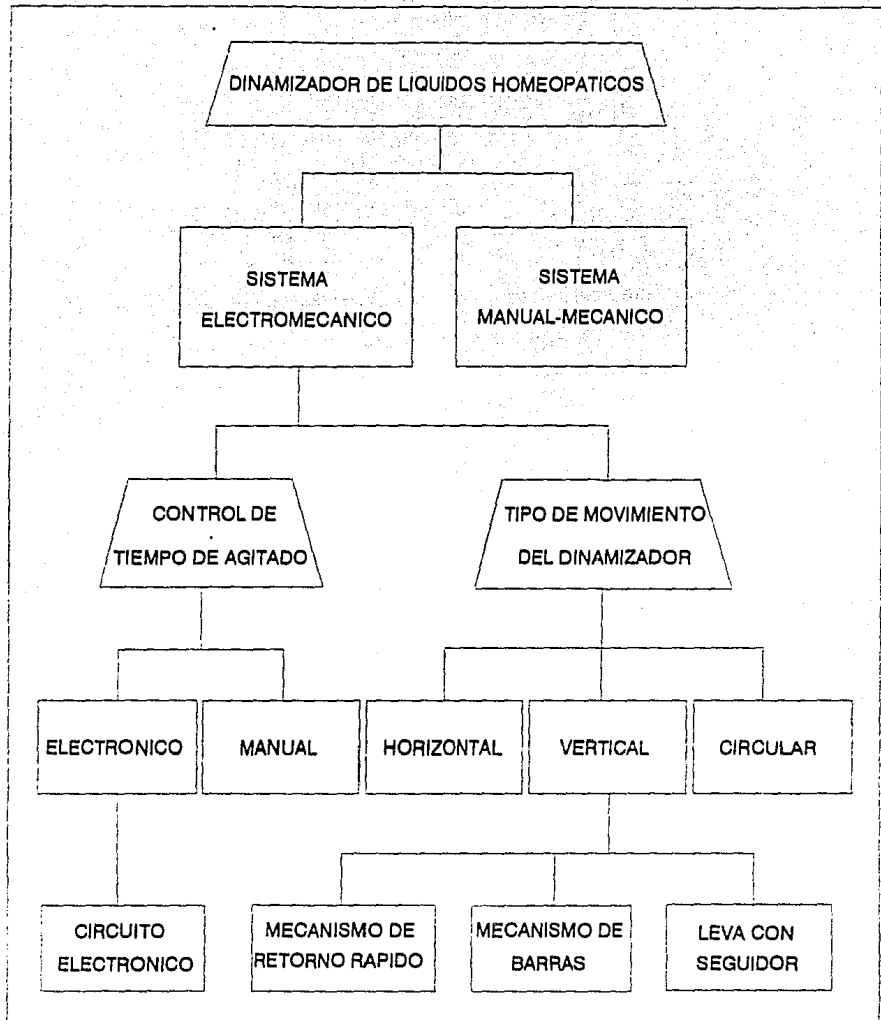 DINAMIZADOR DE LIQUIDOS HOMEOPATICOS
SISTEMA
ELECTROMECANICO
SISTEMA
MANUAL-MECANICO
CONTROL DE
TIEMPO DE AGITADO
TIPO DE MOVIMIENTO
DEL DINAMIZADOR
ELECTRONICO
MANUAL
HORIZONTAL
VERTICAL
CIRCULAR
CIRCUITO
ELECTRONICO
MECANISMO DE
RETORNO RAPIDO
MECANISMO DE
BARRAS
LEVA CON
SEGUIDOR